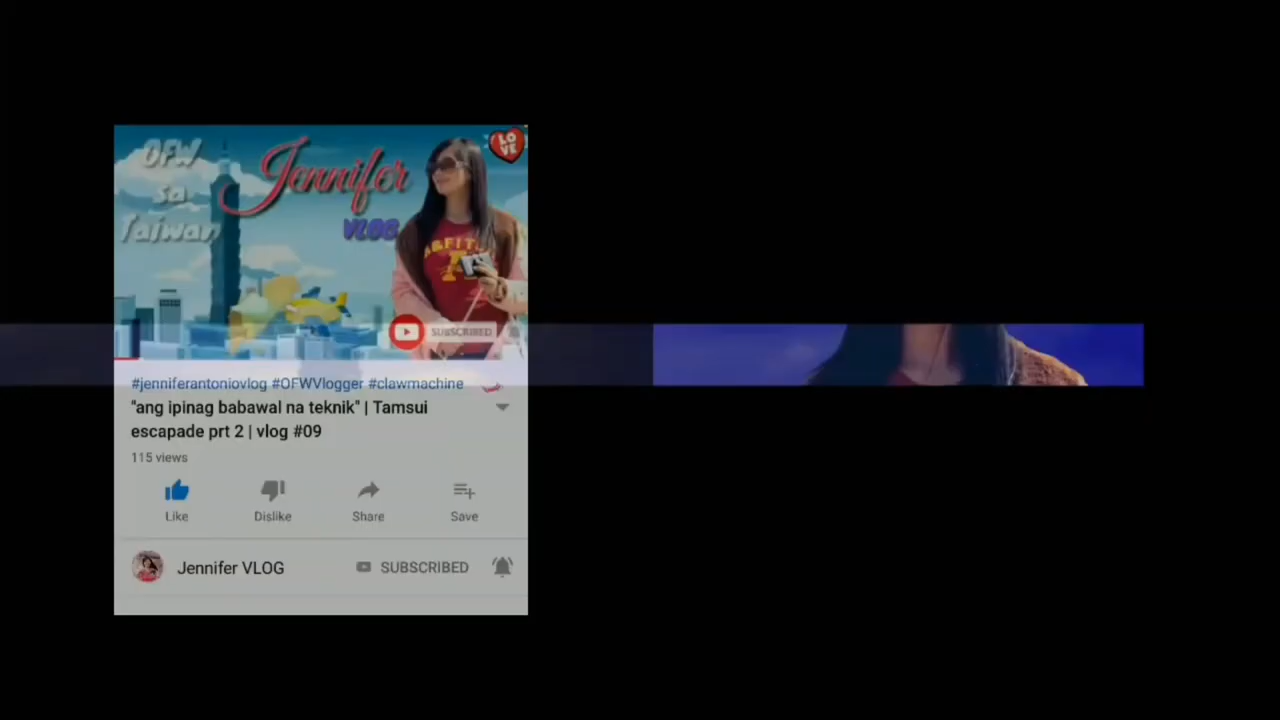 LOVE
OFW
sa
Taiwan
Jennifer
VLOG
SUBSCRIBED
#jenniferantoniovlog #OFWVlogger #clawmachine
"ang ipinag babawal na teknik" | Tamsui
escapade prt 2 | vlog #09
115 views
Like Dislike Share Save
Jennifer VLOG SUBSCRIBED